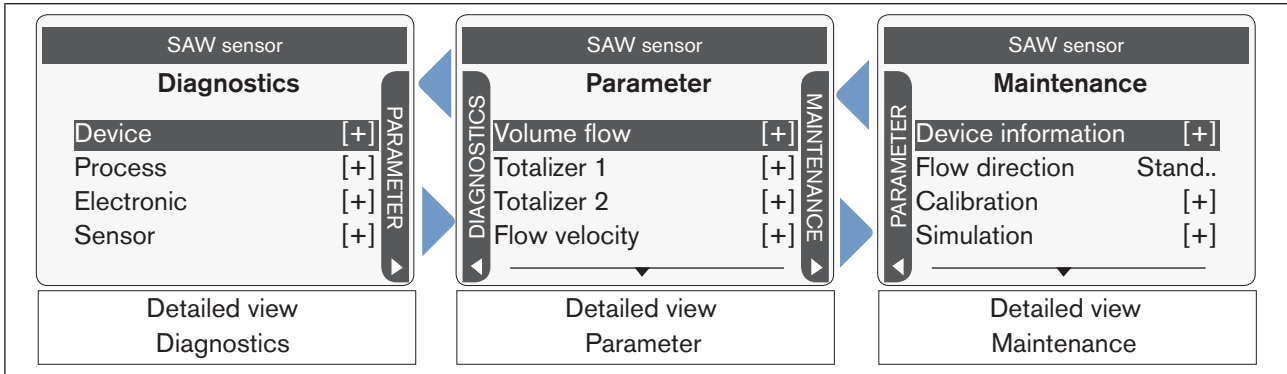 SAW sensor
Diagnostics
Device [+]
Process [+]
Electronic [+]
Sensor [+]
PARAMETER
Detailed view
Diagnostics
SAW sensor
Parameter
DIAGNOSTICS
Volume flow [+]
Totalizer 1 [+]
Totalizer 2 [+]
Flow velocity [+]
MAINTENANCE
Detailed view
Parameter
SAW sensor
Maintenance
PARAMETER
Device information [+]
Flow direction Stand..
Calibration [+]
Simulation [+]
Detailed view
Maintenance